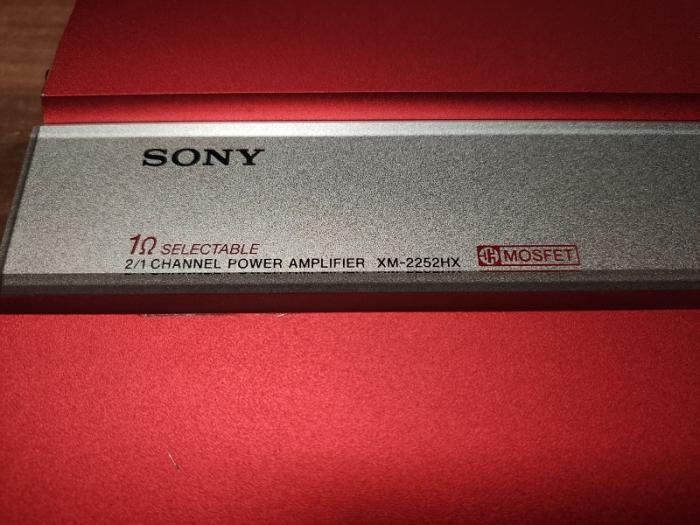 SONY
1Ω SELECTABLE
2/1 CHANNEL POWER AMPLIFIER XM-2252HX MOSFET